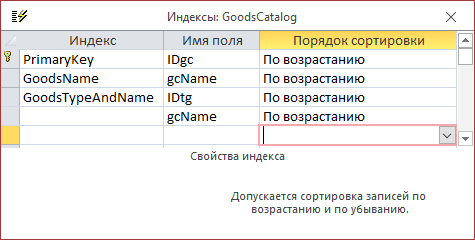 Индексы: GoodsCatalog
Индекс Имя поля Порядок сортировки
PrimaryKey IDgc По возрастанию
GoodsName gcName По возрастанию
GoodsTypeAndName IDtg По возрастанию
gcName По возрастанию
Свойства индекса
Допускается сортировка записей по
возрастанию и по убыванию.